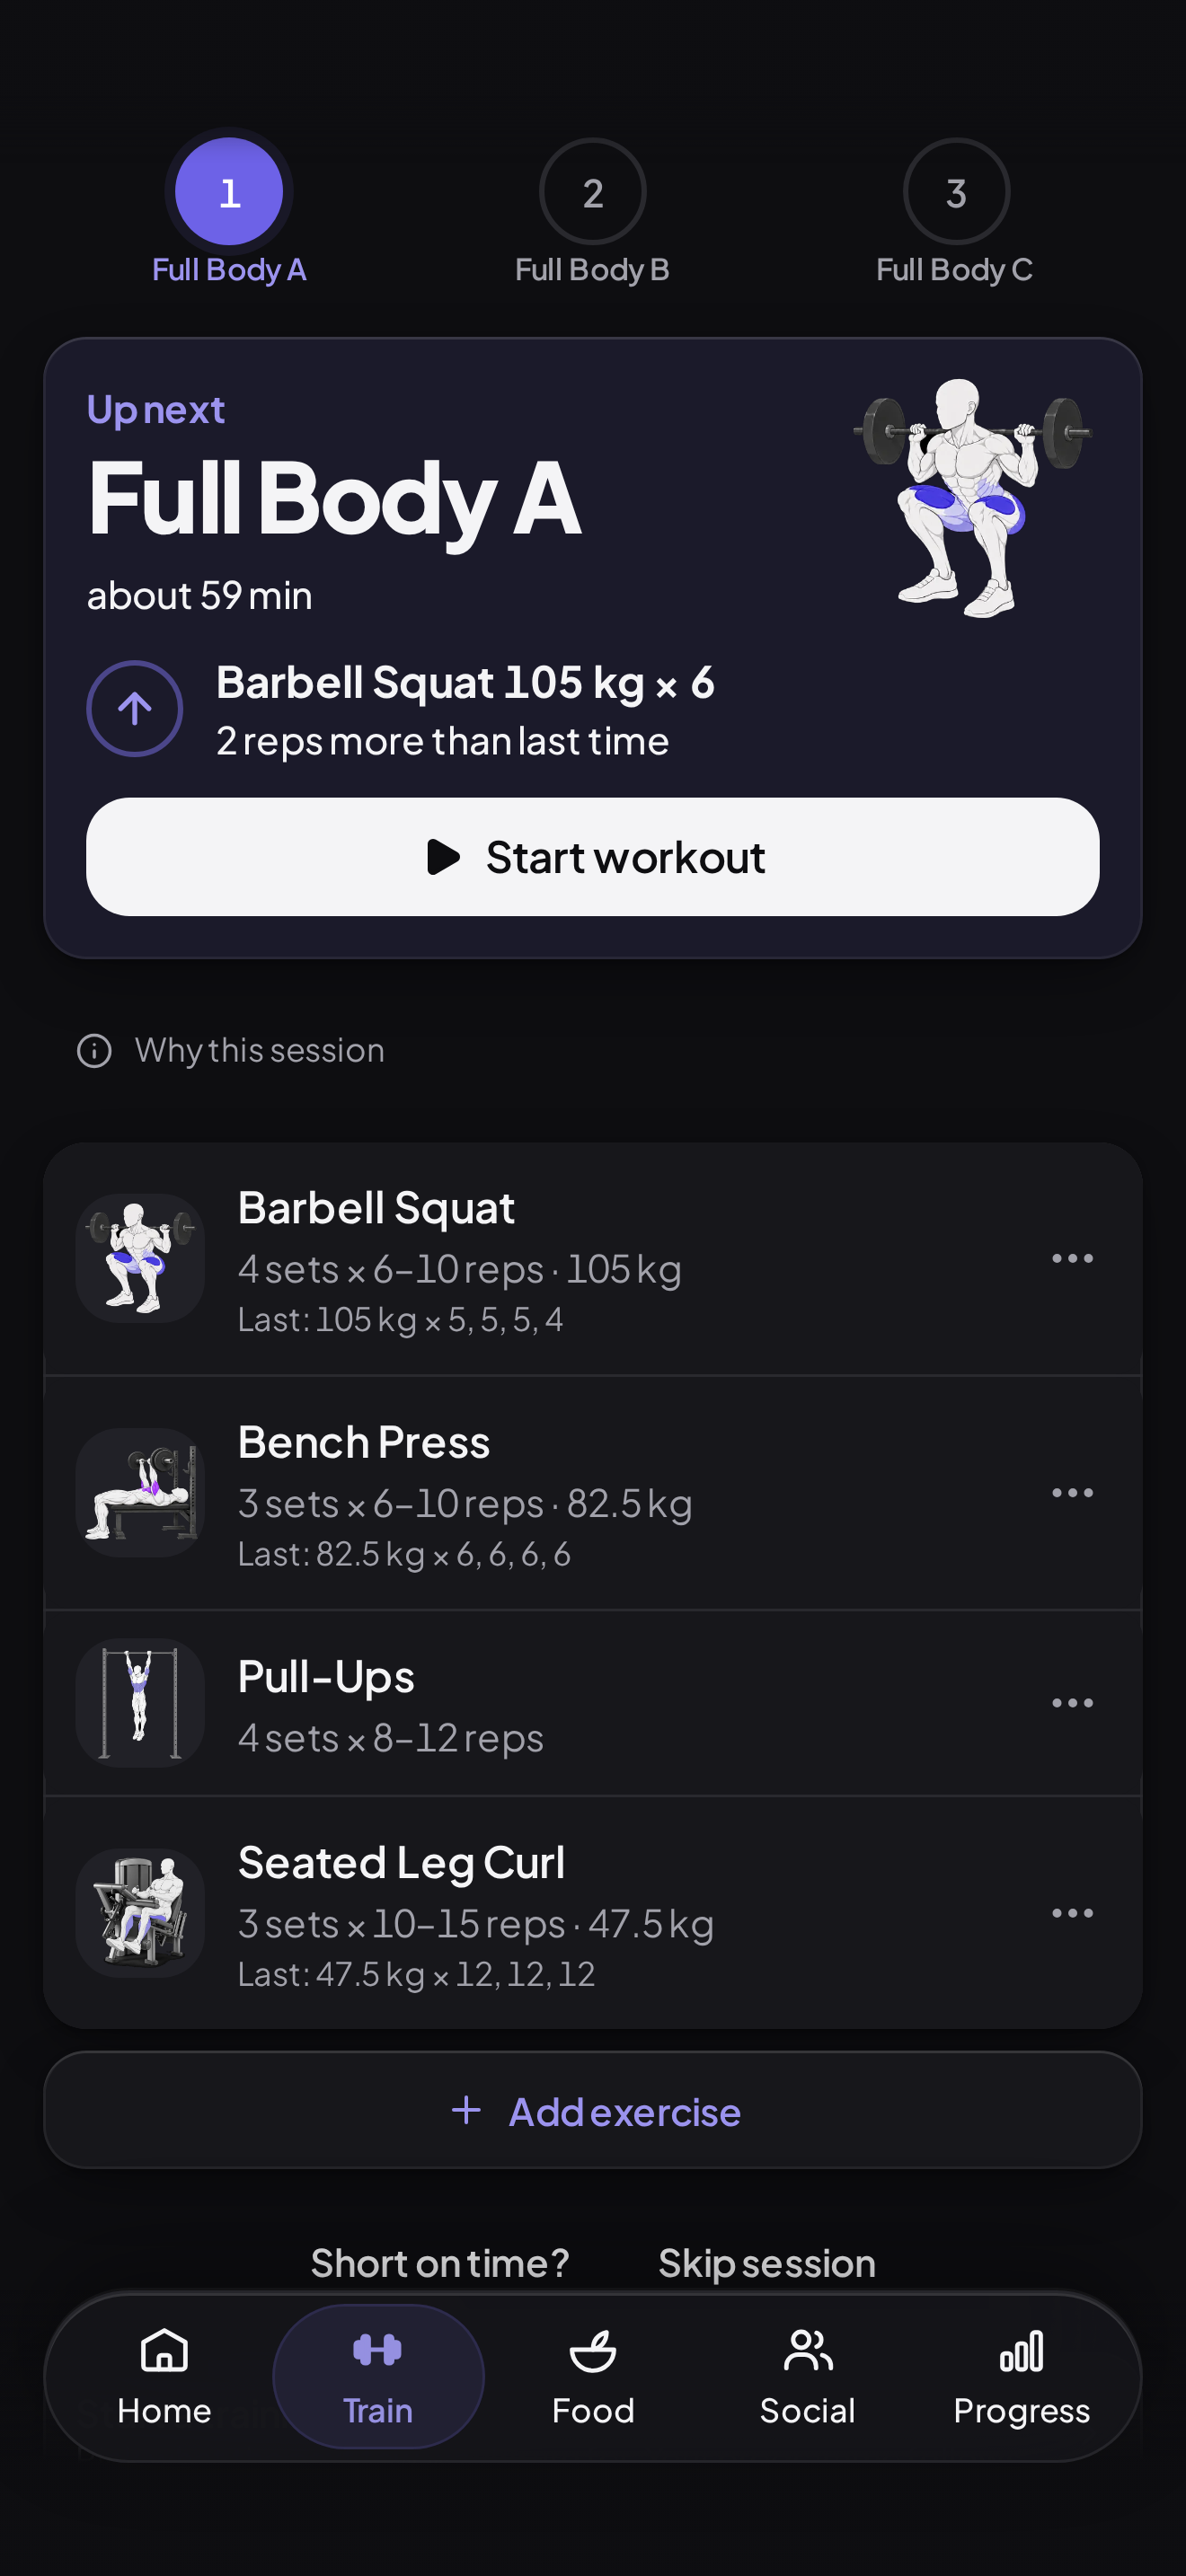 1
2
3
Full Body A
Full Body B
Full Body C
Up next
Full Body A
about 59 min
Barbell Squat 105 kg × 6
2 reps more than last time
Start workout
Why this session
Barbell Squat
4 sets × 6–10 reps · 105 kg
Last: 105 kg × 5, 5, 5, 4
Bench Press
3 sets × 6–10 reps · 82.5 kg
Last: 82.5 kg × 6, 6, 6, 6
Pull-Ups
4 sets × 8–12 reps
Seated Leg Curl
3 sets × 10–15 reps · 47.5 kg
Last: 47.5 kg × 12, 12, 12
Add exercise
Short on time?
Skip session
Home
Train
Food
Social
Progress